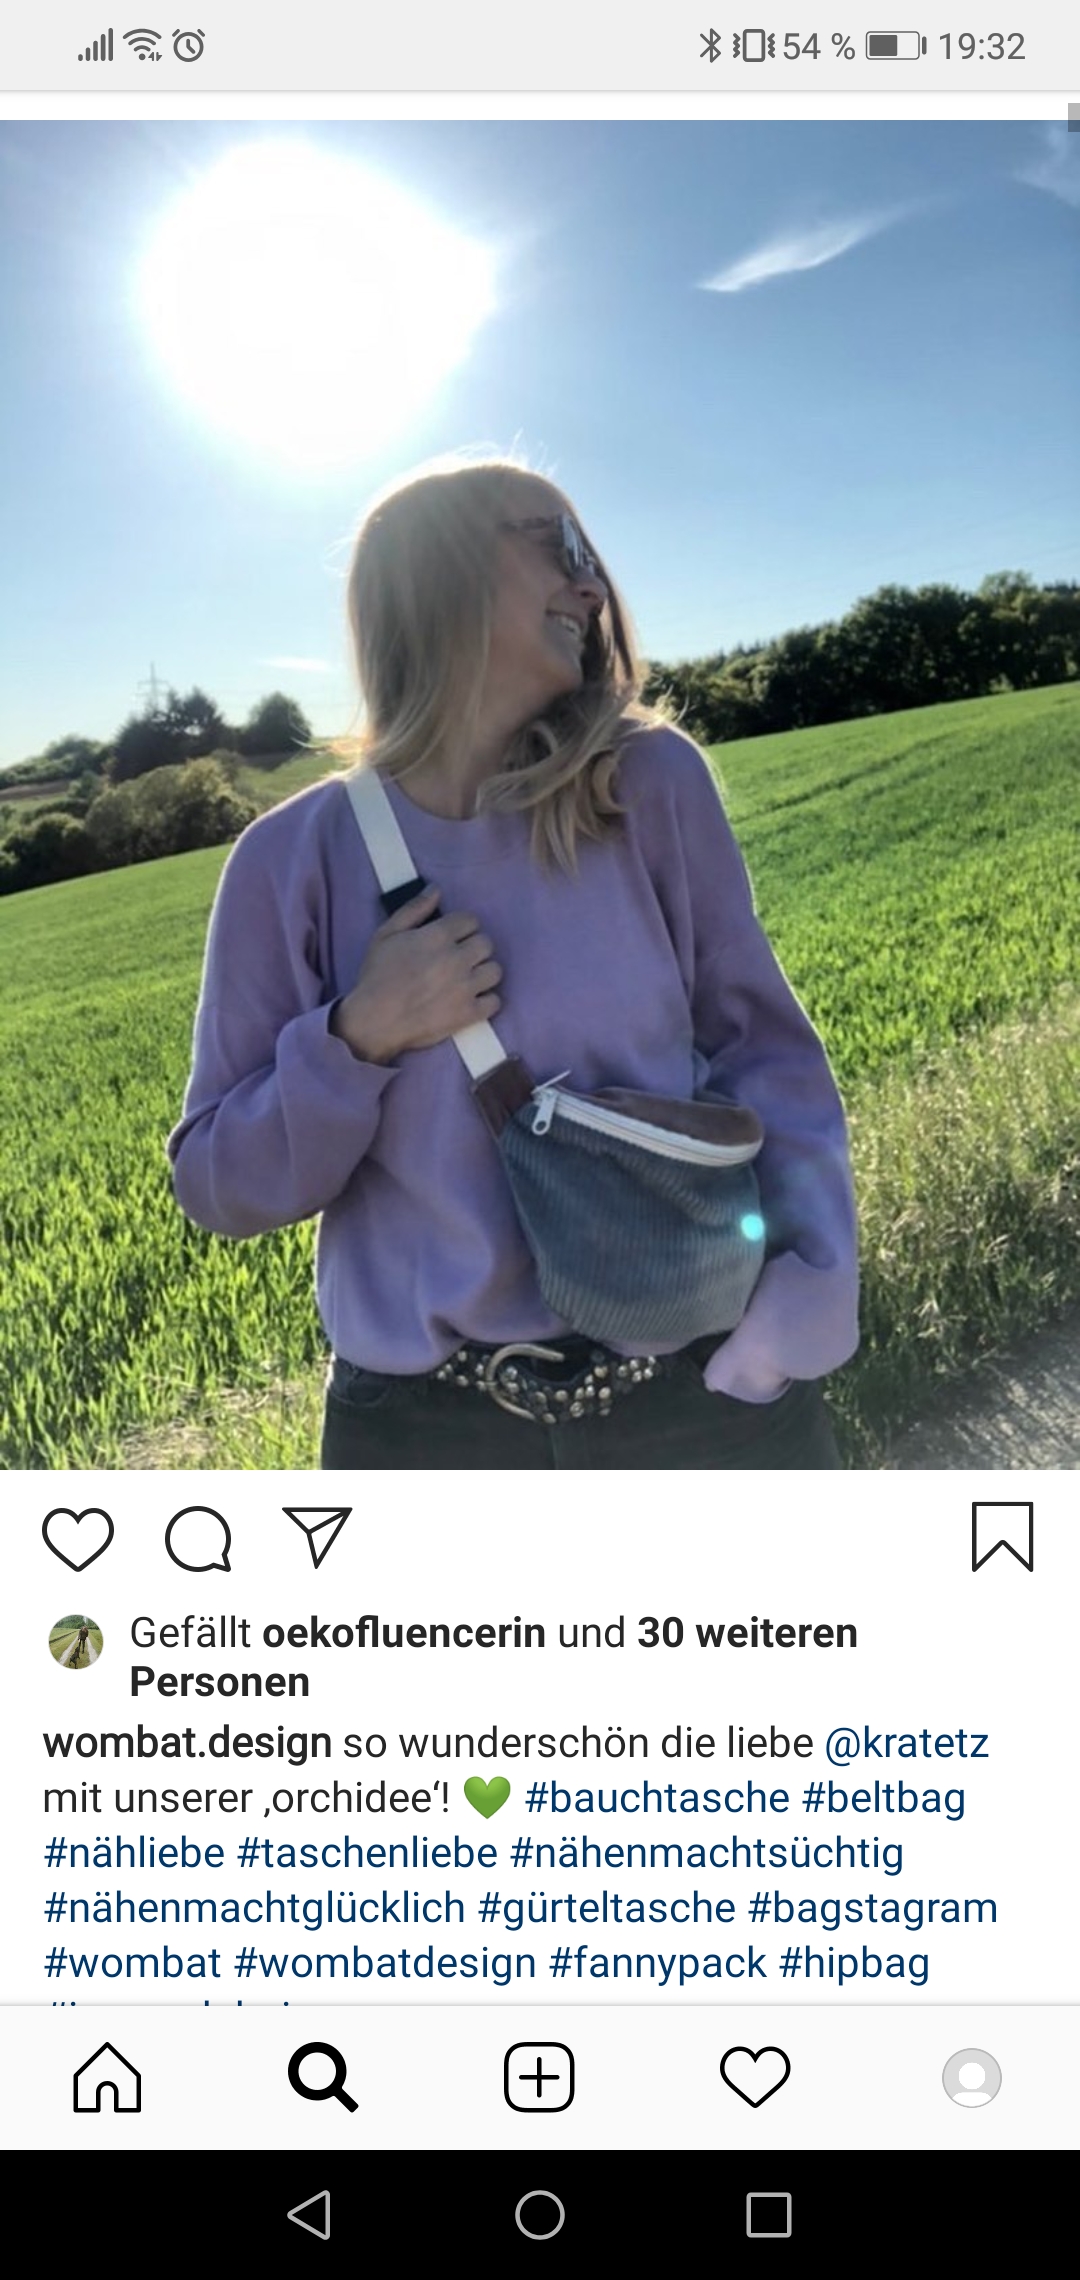 54 % 19:32
Gefällt oekofluencerin und 30 weiteren
Personen
wombat.design so wunderschön die liebe @kratetz
mit unserer ‚orchidee‘! 💚 #bauchtasche #beltbag
#nähliebe #taschenliebe #nähenmachtsüchtig
#nähenmachtglücklich #gürteltasche #bagstagram
#wombat #wombatdesign #fannypack #hipbag